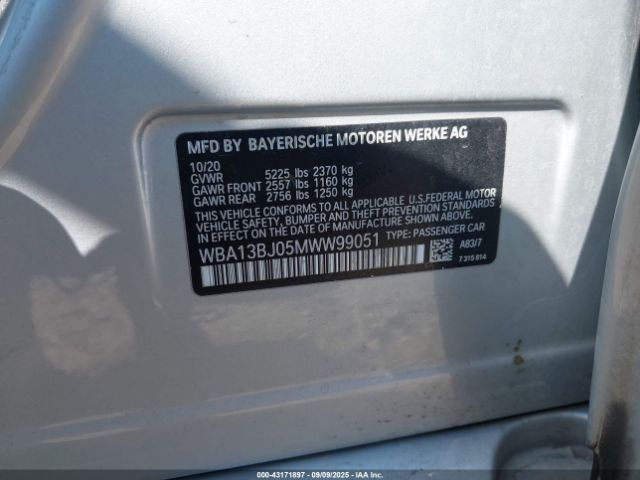 MFD BY BAYERISCHE MOTOREN WERKE AG
10/20
GVWR 5225 lbs 2370 kg
GAWR FRONT 2557 lbs 1160 kg
GAWR REAR 2756 lbs 1250 kg
THIS VEHICLE CONFORMS TO ALL APPLICABLE U.S.FEDERAL MOTOR
VEHICLE SAFETY, BUMPER AND THEFT PREVENTION STANDARDS
IN EFFECT ON THE DATE OF MANUFACTURE SHOWN ABOVE.
WBA13BJ05MWW99051 TYPE: PASSENGER CAR
A83/7
7 315 814
000-43171897 - 09/09/2025 - IAAI.CA